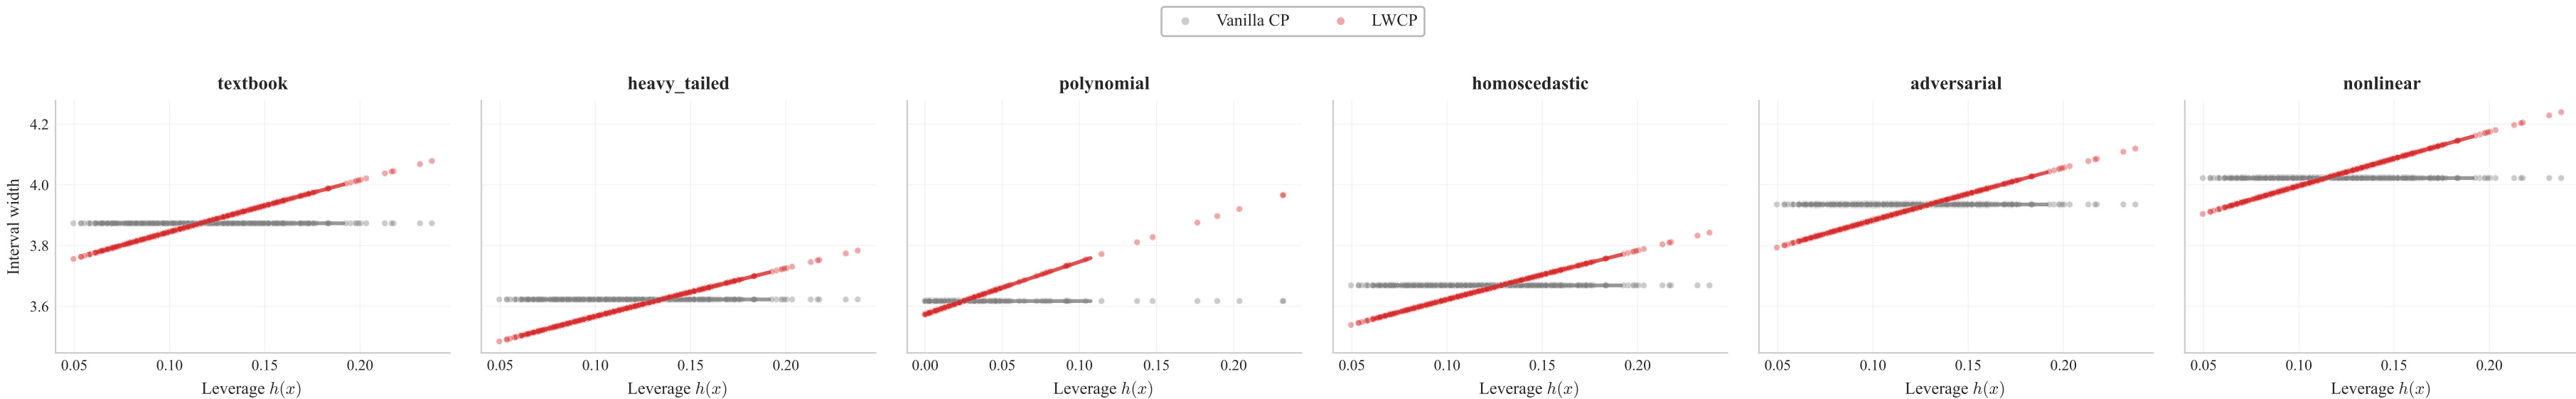 Vanilla CP LWCP
textbook heavy_tailed polynomial homoscedastic adversarial nonlinear
4.2
4.0
3.8
3.6
Interval width
0.05 0.10 0.15 0.20 0.05 0.10 0.15 0.20 0.00 0.05 0.10 0.15 0.20 0.05 0.10 0.15 0.20 0.05 0.10 0.15 0.20 0.05 0.10 0.15 0.20
Leverage h(x) Leverage h(x) Leverage h(x) Leverage h(x) Leverage h(x) Leverage h(x)